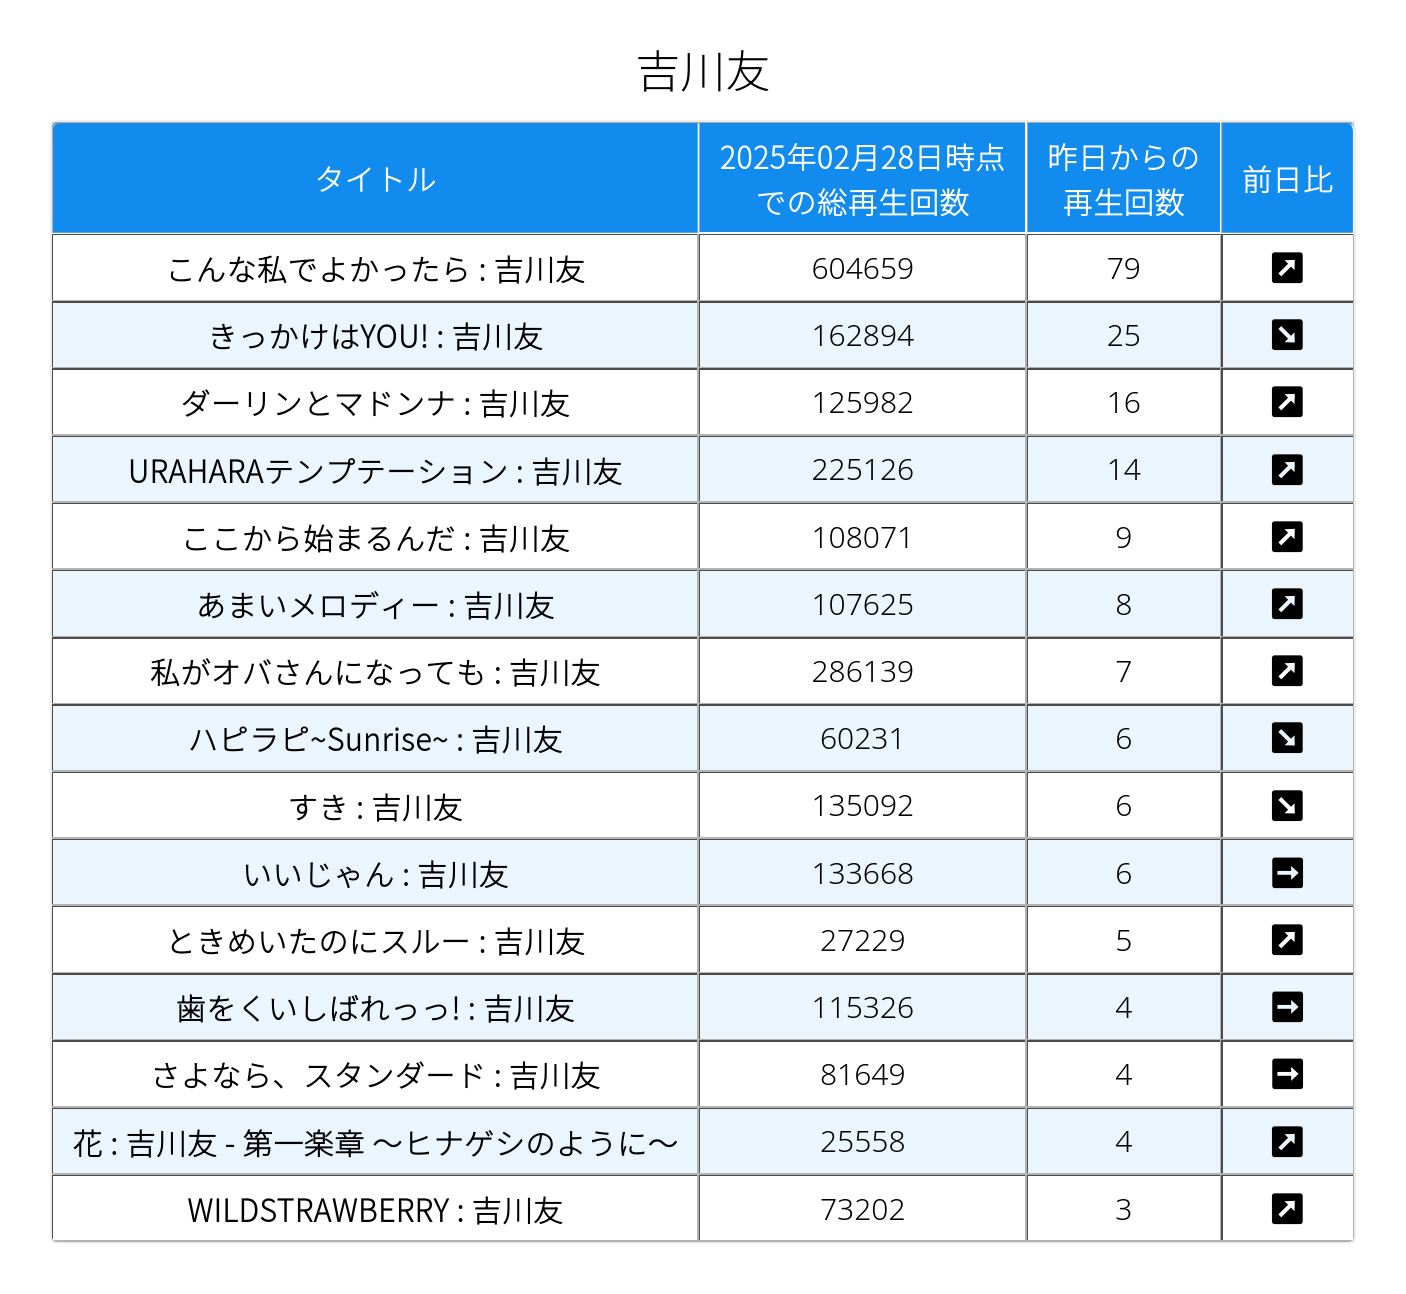 吉川友
タイトル
2025年02月28日時点
での総再生回数
昨日からの
再生回数
前日比
こんな私でよかったら : 吉川友 604659 79 ↗
きっかけはYOU! : 吉川友 162894 25 ↘
ダーリンとマドンナ : 吉川友 125982 16 ↗
URAHARAテンプテーション : 吉川友 225126 14 ↗
ここから始まるんだ : 吉川友 108071 9 ↗
あまいメロディー : 吉川友 107625 8 ↗
私がオバさんになっても : 吉川友 286139 7 ↗
ハピラピ~Sunrise~ : 吉川友 60231 6 ↘
すき : 吉川友 135092 6 ↘
いいじゃん : 吉川友 133668 6 →
ときめいたのにスルー : 吉川友 27229 5 ↗
歯をくいしばれっっ! : 吉川友 115326 4 →
さよなら、スタンダード : 吉川友 81649 4 →
花 : 吉川友 - 第一楽章 〜ヒナゲシのように〜 25558 4 ↗
WILDSTRAWBERRY : 吉川友 73202 3 ↗